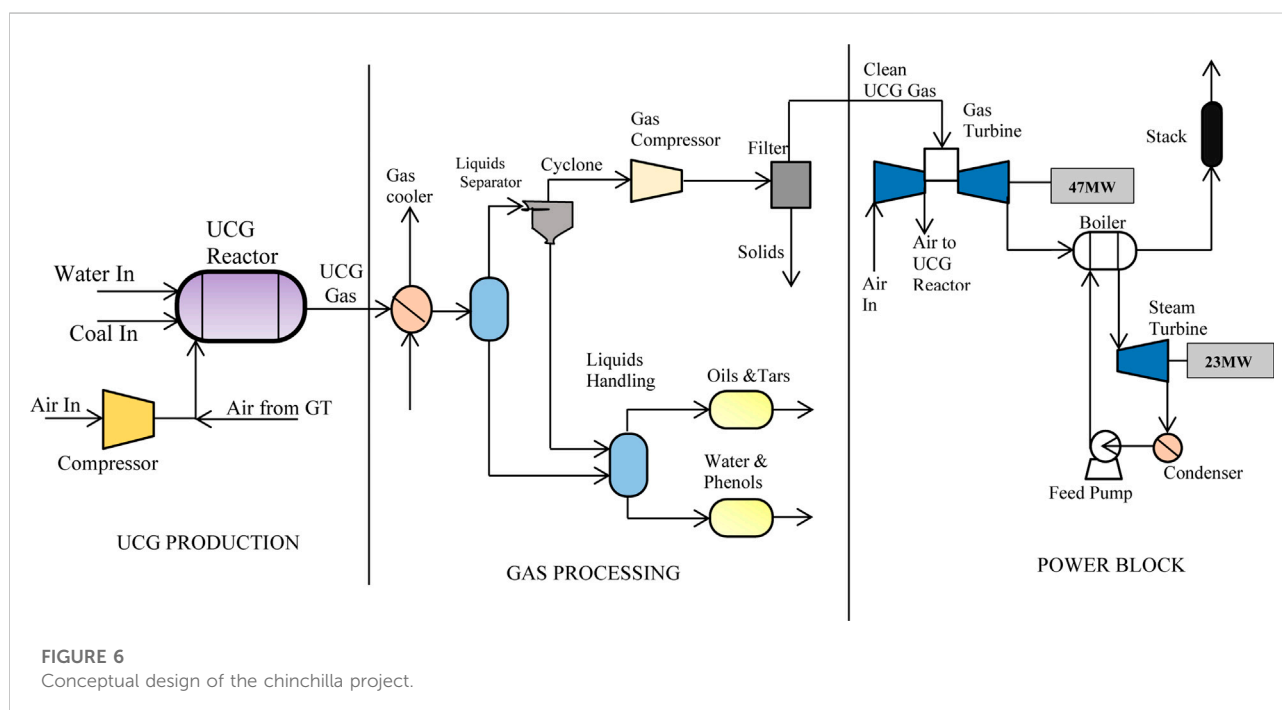 Clean
UCG Gas
Gas
Turbine
Stack
Gas
Compressor
Filter
Gas
cooler
Liquids
Separator
Cyclone
47MW
Boiler
UCG
Reactor
Water In
Coal In
UCG
Gas
Solids
Air
In
Air to
UCG
Reactor
Steam
Turbine
23MW
Liquids
Handling
Oils &Tars
Air In
Air from GT
Compressor
Water &
Phenols
Condenser
Feed Pump
UCG PRODUCTION
GAS PROCESSING
POWER BLOCK
FIGURE 6
Conceptual design of the chinchilla project.